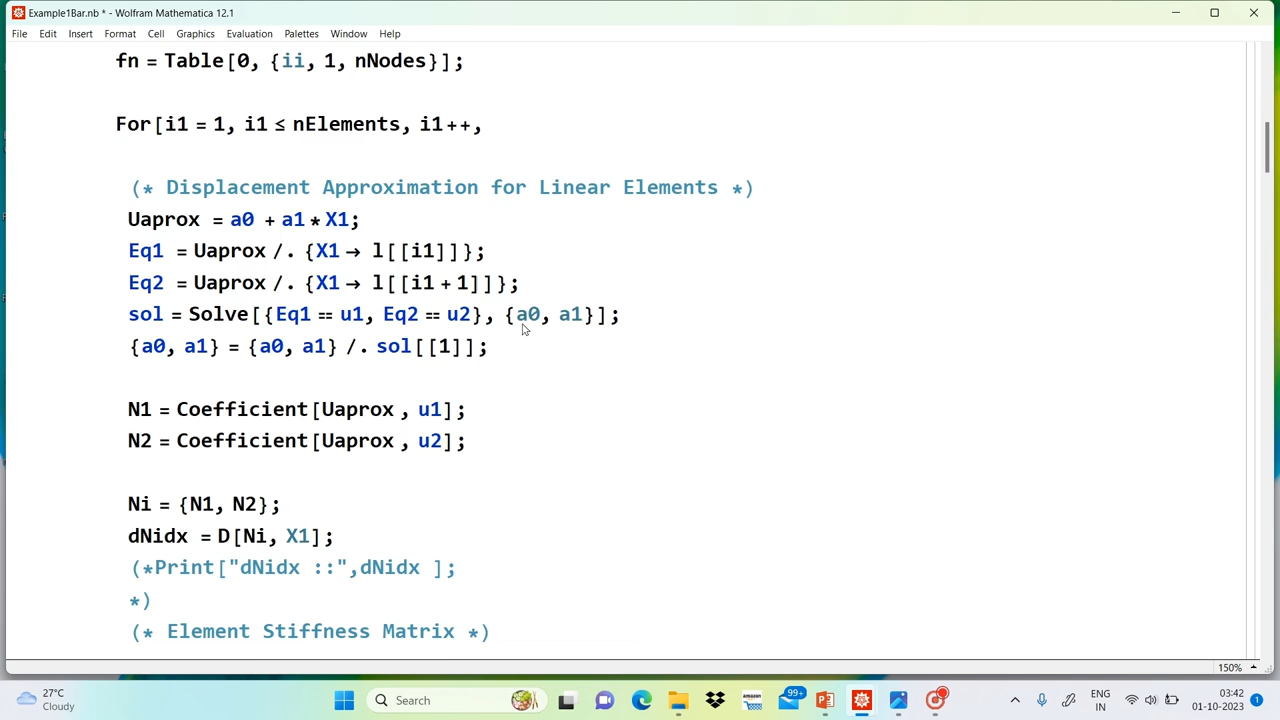 Example1Bar.nb * - Wolfram Mathematica 12.1
File Edit Insert Format Cell Graphics Evaluation Palettes Window Help
fn = Table[0, {ii, 1, nNodes}];
For[i1 = 1, i1 ≤ nElements, i1++,
(* Displacement Approximation for Linear Elements *)
Uaprox = a0 + a1 * X1;
Eq1 = Uaprox /. {X1 → l[[i1]]};
Eq2 = Uaprox /. {X1 → l[[i1 + 1]]};
sol = Solve[{Eq1 == u1, Eq2 == u2}, {a0, a1}];
{a0, a1} = {a0, a1} /. sol[[1]];
N1 = Coefficient[Uaprox , u1];
N2 = Coefficient[Uaprox , u2];
Ni = {N1, N2};
dNidx = D[Ni, X1];
(*Print["dNidx ::",dNidx ];
*)
(* Element Stiffness Matrix *)
150%
27°C
Cloudy
Search
amazon
99+
ENG
IN
03:42
01-10-2023
1